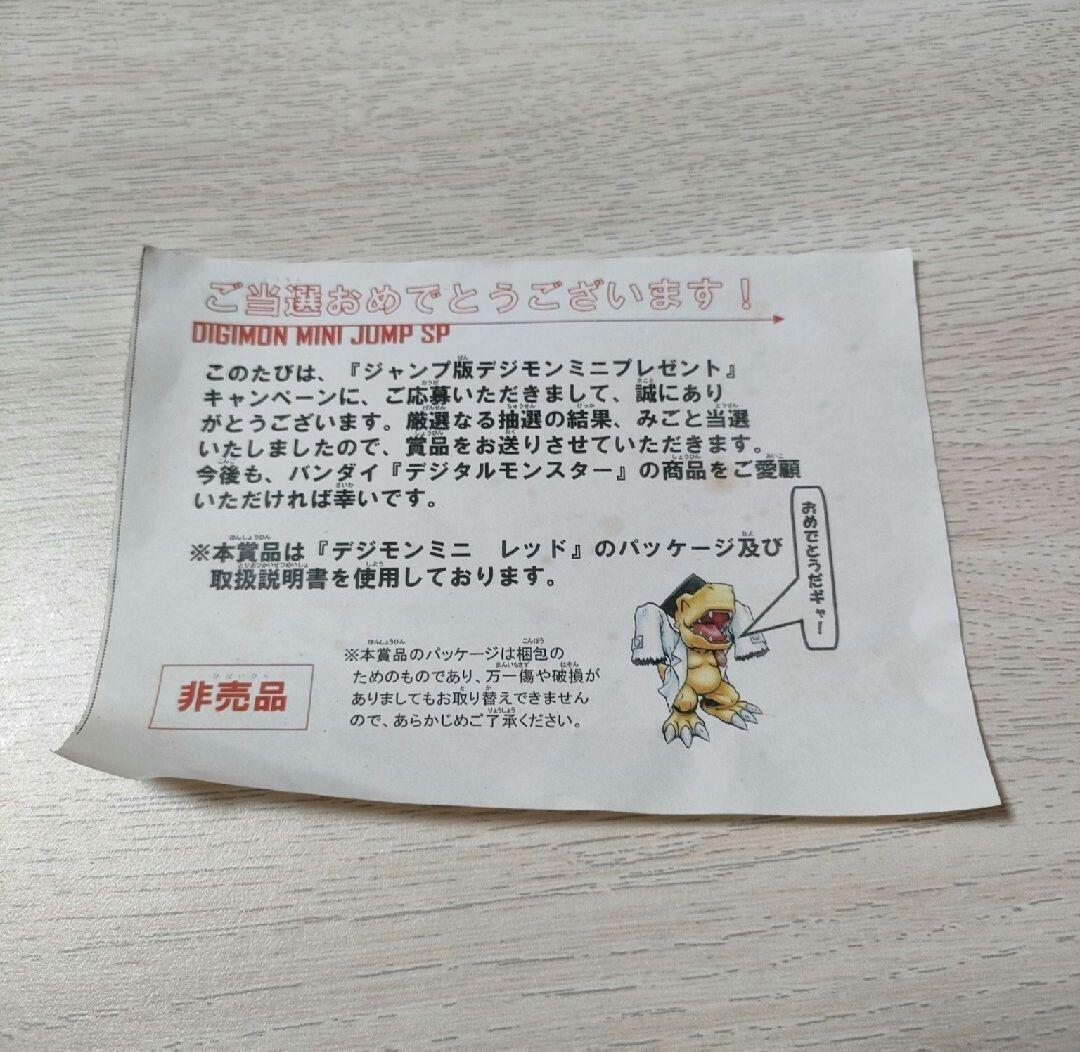 ご当選おめでとうございます！
DIGIMON MINI JUMP SP
このたびは、『ジャンプ版デジモンミニプレゼント』
キャンペーンに、ご応募いただきまして、誠にあり
がとうございます。厳選なる抽選の結果、みごと当選
いたしましたので、賞品をお送りさせていただきます。
今後も、バンダイ『デジタルモンスター』の商品をご愛顧
いただければ幸いです。
※本賞品は『デジモンミニ　レッド』のパッケージ及び
取扱説明書を使用しております。
おめでとうだギャー！
※本賞品のパッケージは梱包の
ためのものであり、万一傷や破損が
ありましてもお取り替えできません
ので、あらかじめご了承ください。
非売品